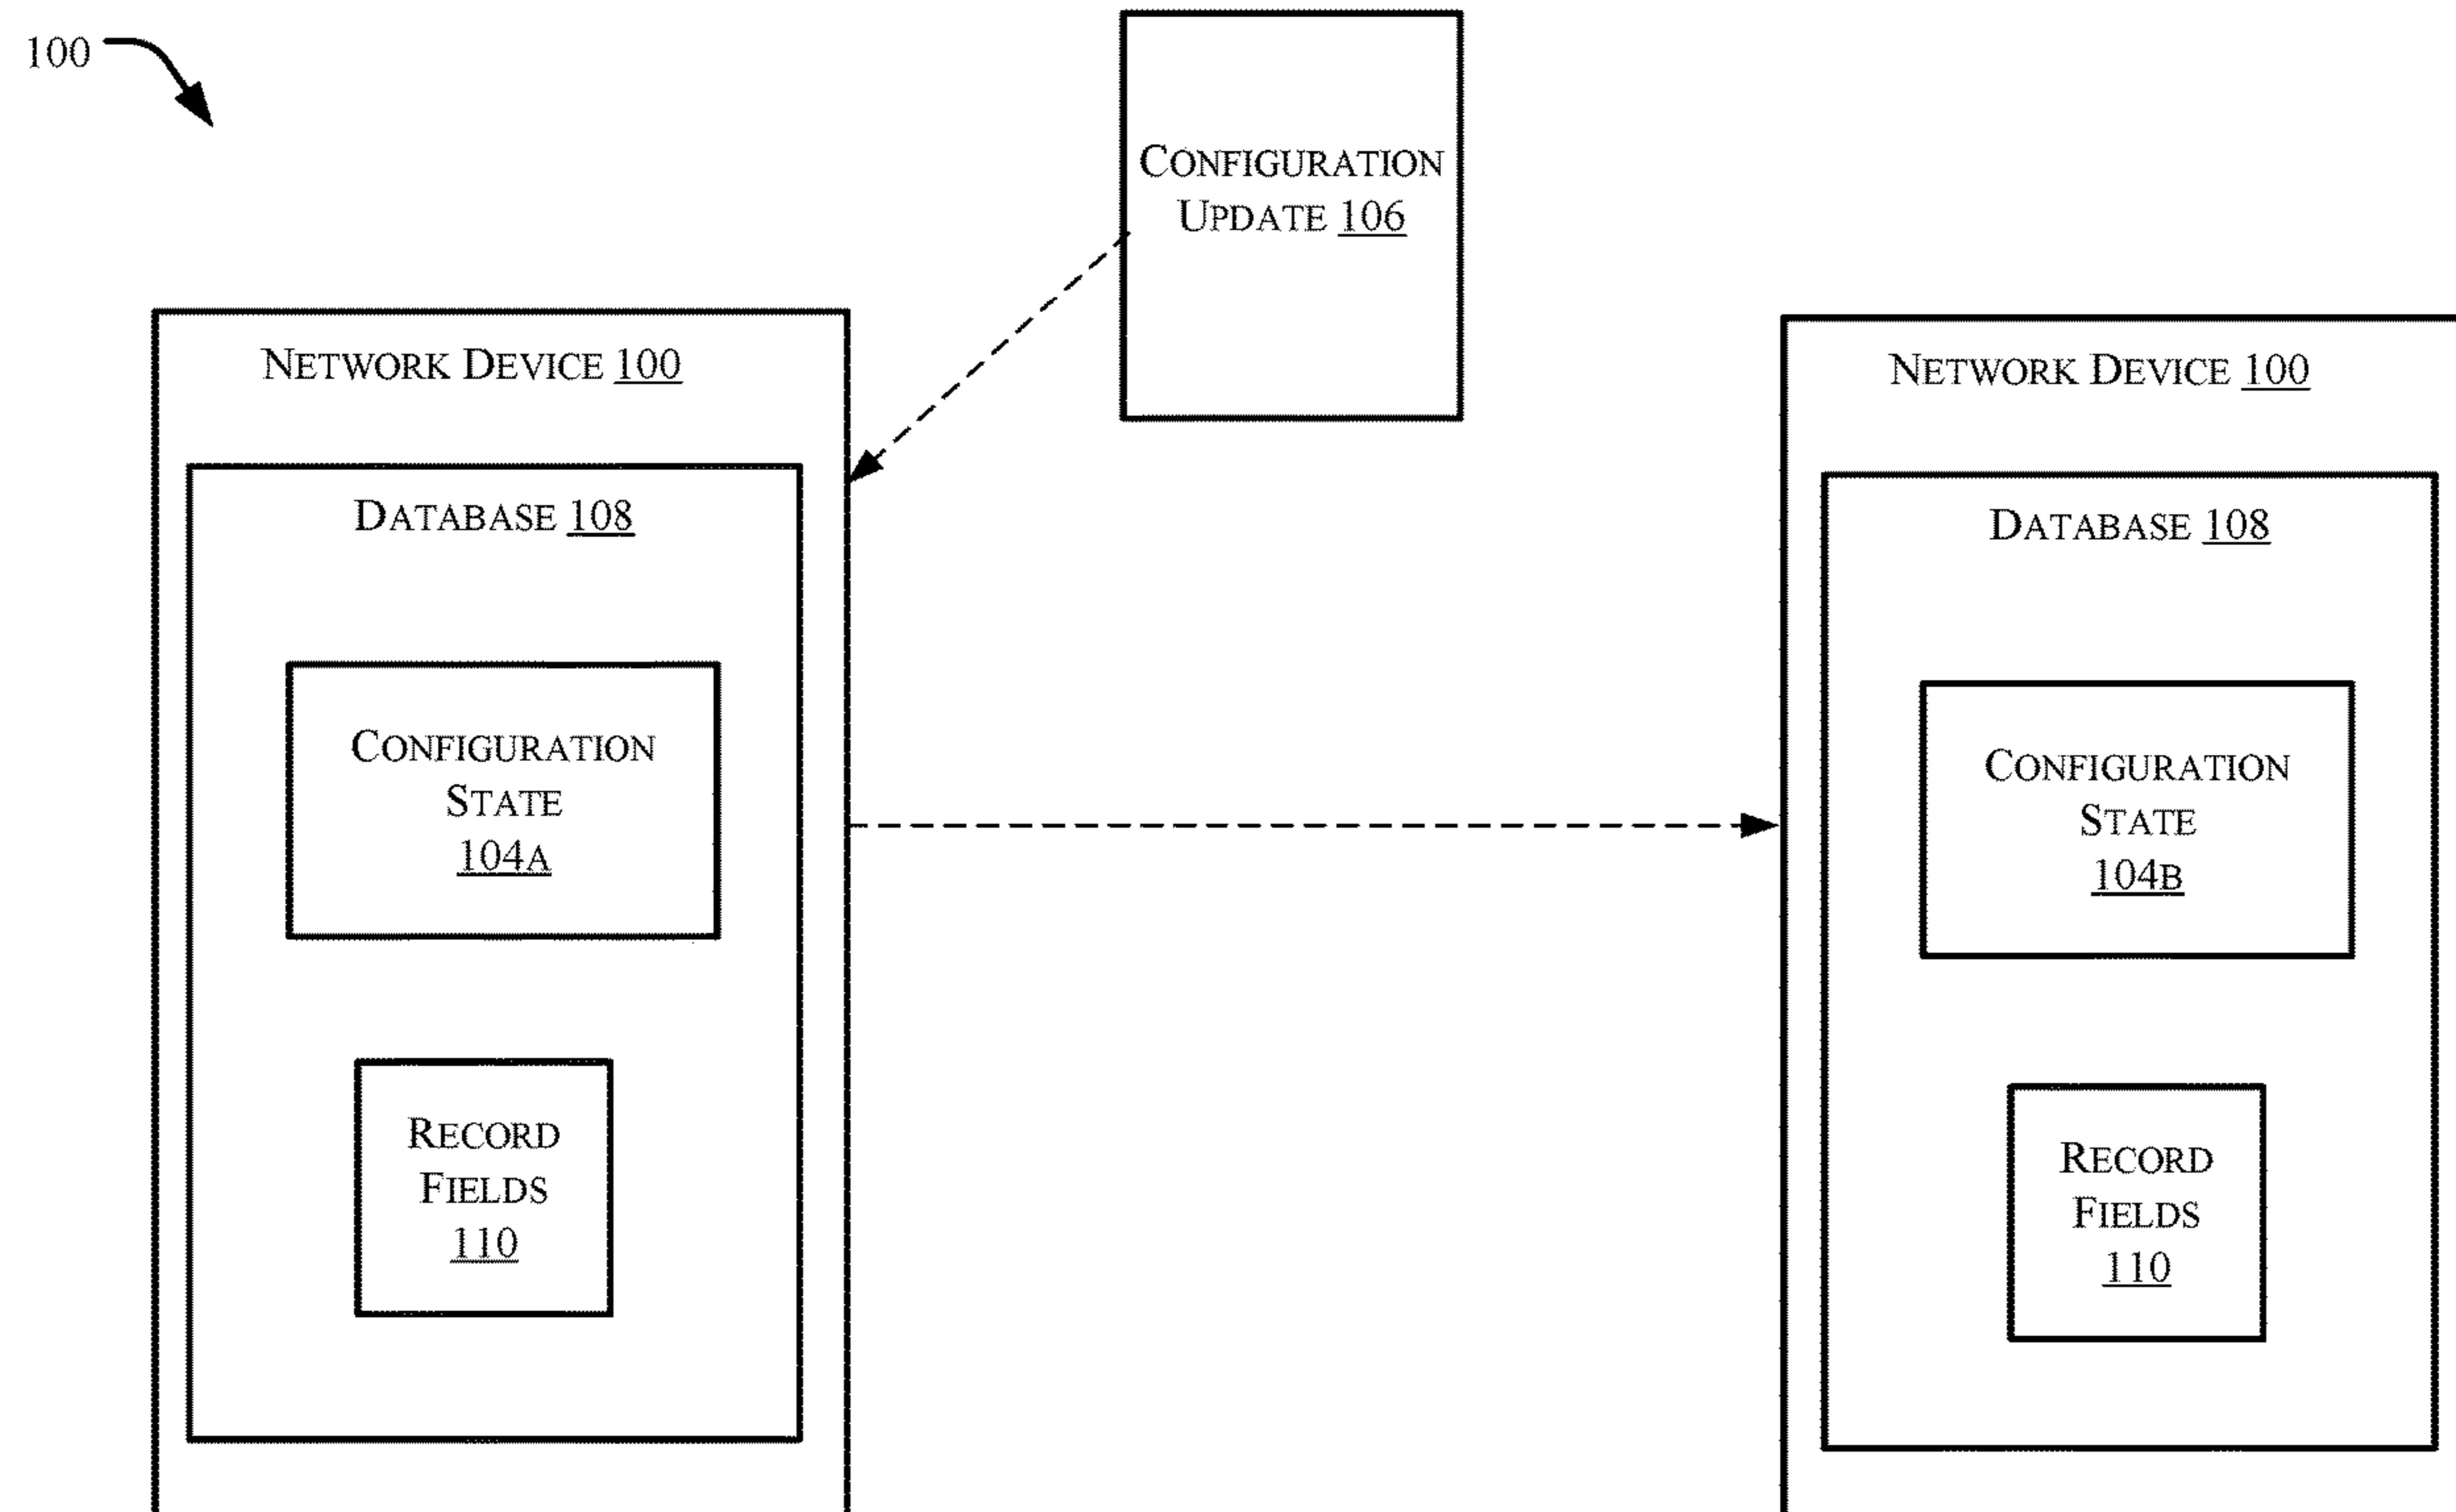 100
CONFIGURATION
UPDATE 106
NETWORK DEVICE 100
DATABASE 108
CONFIGURATION
STATE
104A
RECORD
FIELDS
110
NETWORK DEVICE 100
DATABASE 108
CONFIGURATION
STATE
104B
RECORD
FIELDS
110